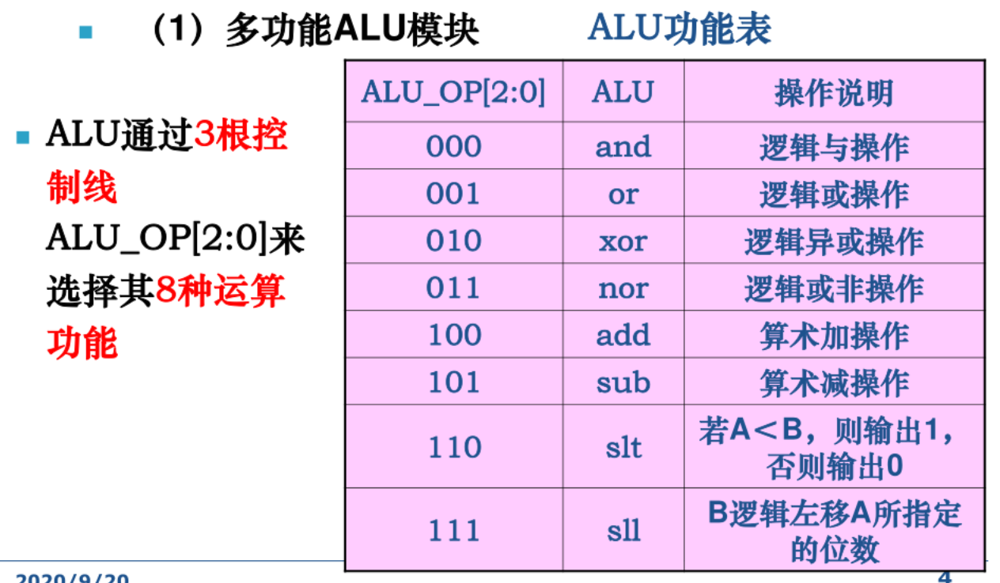 （1）多功能ALU模块
ALU功能表
ALU通过3根控
制线
ALU_OP[2:0]来
选择其8种运算
功能
ALU_OP[2:0] ALU 操作说明
000 and 逻辑与操作
001 or 逻辑或操作
010 xor 逻辑异或操作
011 nor 逻辑或非操作
100 add 算术加操作
101 sub 算术减操作
110 slt 若A＜B，则输出1，
否则输出0
111 sll B逻辑左移A所指定
的位数
2020/9/20
4